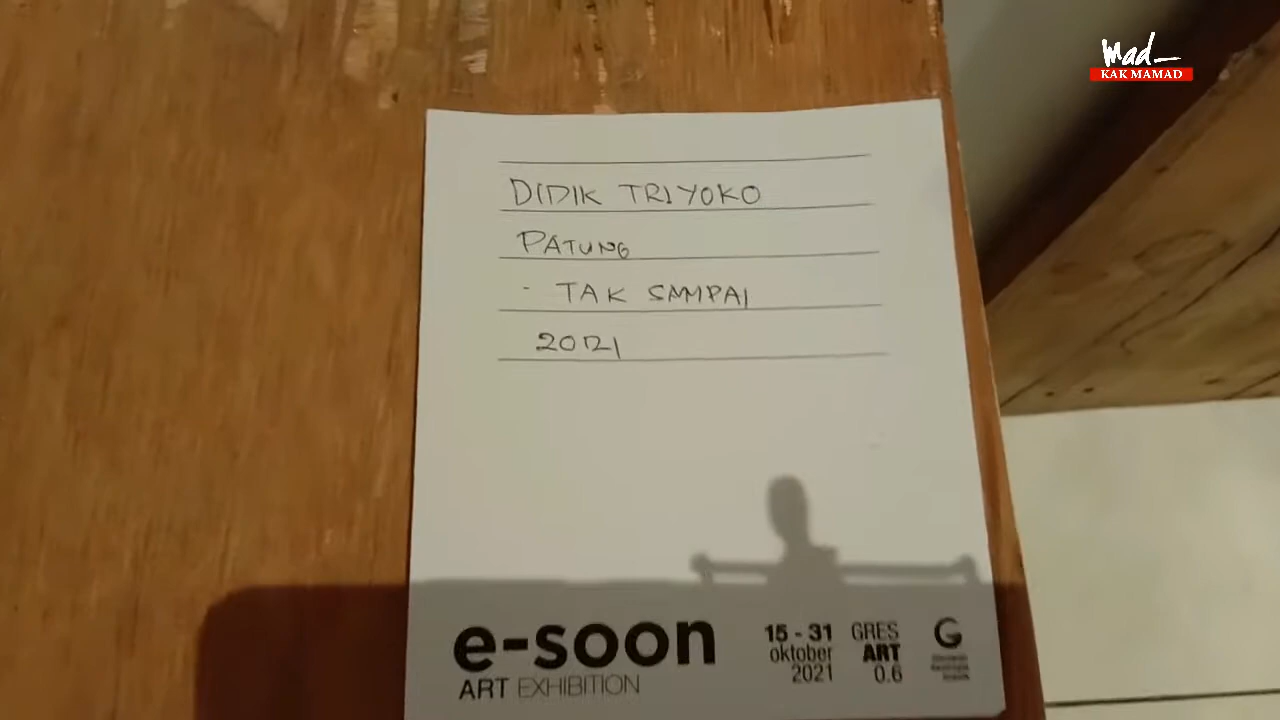 Mad_
KAK MAMAD
DIDIK TRIYOKO
PATUNG
- TAK SAMPAI
2021
e-soon
ART EXHIBITION
15 - 31
oktober
2021
GRES
ART
0.6
G